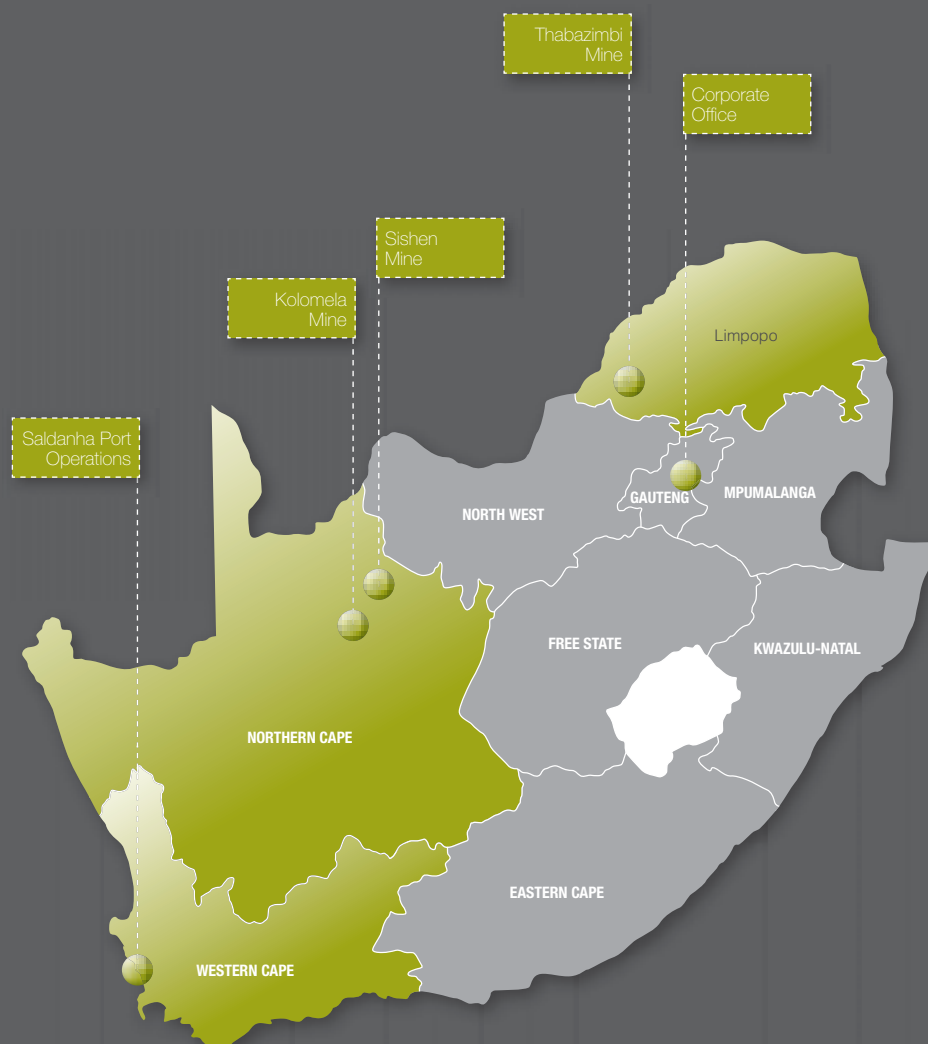 Thabazimbi
Mine
Corporate
Office
Sishen
Mine
Kolomela
Mine
Limpopo
Saldanha Port
Operations
GAUTENG
MPUMALANGA
NORTH WEST
FREE STATE
KWAZULU-NATAL
NORTHERN CAPE
EASTERN CAPE
WESTERN CAPE